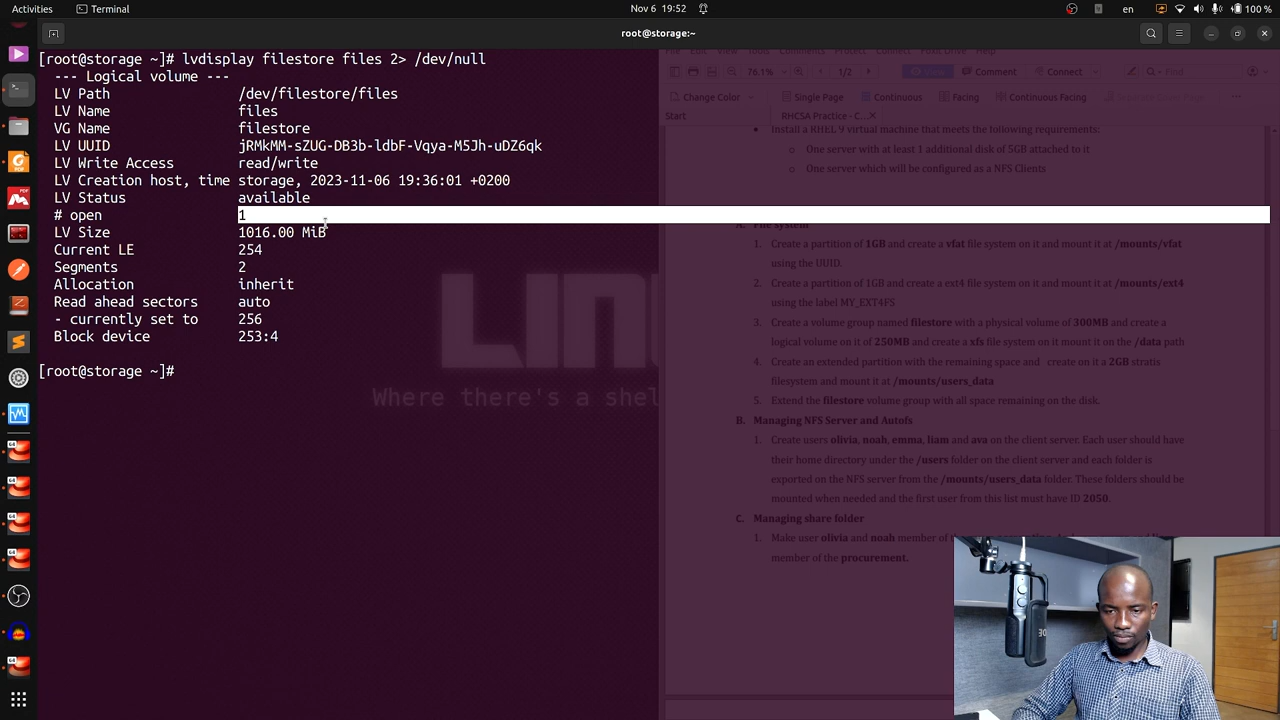 Activities
Terminal
Nov 6 19:52
en
100 %
root@storage:~
[root@storage ~]# lvdisplay filestore files 2> /dev/null
--- Logical volume ---
LV Path /dev/filestore/files
LV Name files
VG Name filestore
LV UUID jRMkMM-sZUG-DB3b-ldbF-Vqya-M5Jh-uDZ6qk
LV Write Access read/write
LV Creation host, time storage, 2023-11-06 19:36:01 +0200
LV Status available
# open 1
LV Size 1016.00 MiB
Current LE 254
Segments 2
Allocation inherit
Read ahead sectors auto
- currently set to 256
Block device 253:4
[root@storage ~]#
Where there's a shel
76.1%
1/2
Comment
Connect
Find
Change Color
Single Page
Continuous
Facing
Continuous Facing
Start
RHCSA Practice - C...
• Install a RHEL 9 virtual machine that meets the following requirements:
o One server with at least 1 additional disk of 5GB attached to it
o One server which will be configured as a NFS Clients
A. File system
1. Create a partition of 1GB and create a vfat file system on it and mount it at /mounts/vfat
using the UUID.
2. Create a partition of 1GB and create a ext4 file system on it and mount it at /mounts/ext4
using the label MY_EXT4FS
3. Create a volume group named filestore with a physical volume of 300MB and create a
logical volume on it of 250MB and create a xfs file system on it mount it on the /data path
4. Create an extended partition with the remaining space and create on it a 2GB stratis
filesystem and mount it at /mounts/users_data
5. Extend the filestore volume group with all space remaining on the disk.
B. Managing NFS Server and Autofs
1. Create users olivia, noah, emma, liam and ava on the client server. Each user should have
their home directory under the /users folder on the client server and each folder is
exported on the NFS server from the /mounts/users_data folder. These folders should be
mounted when needed and the first user from this list must have ID 2050.
C. Managing share folder
1. Make user olivia and noah member of
member of the procurement.